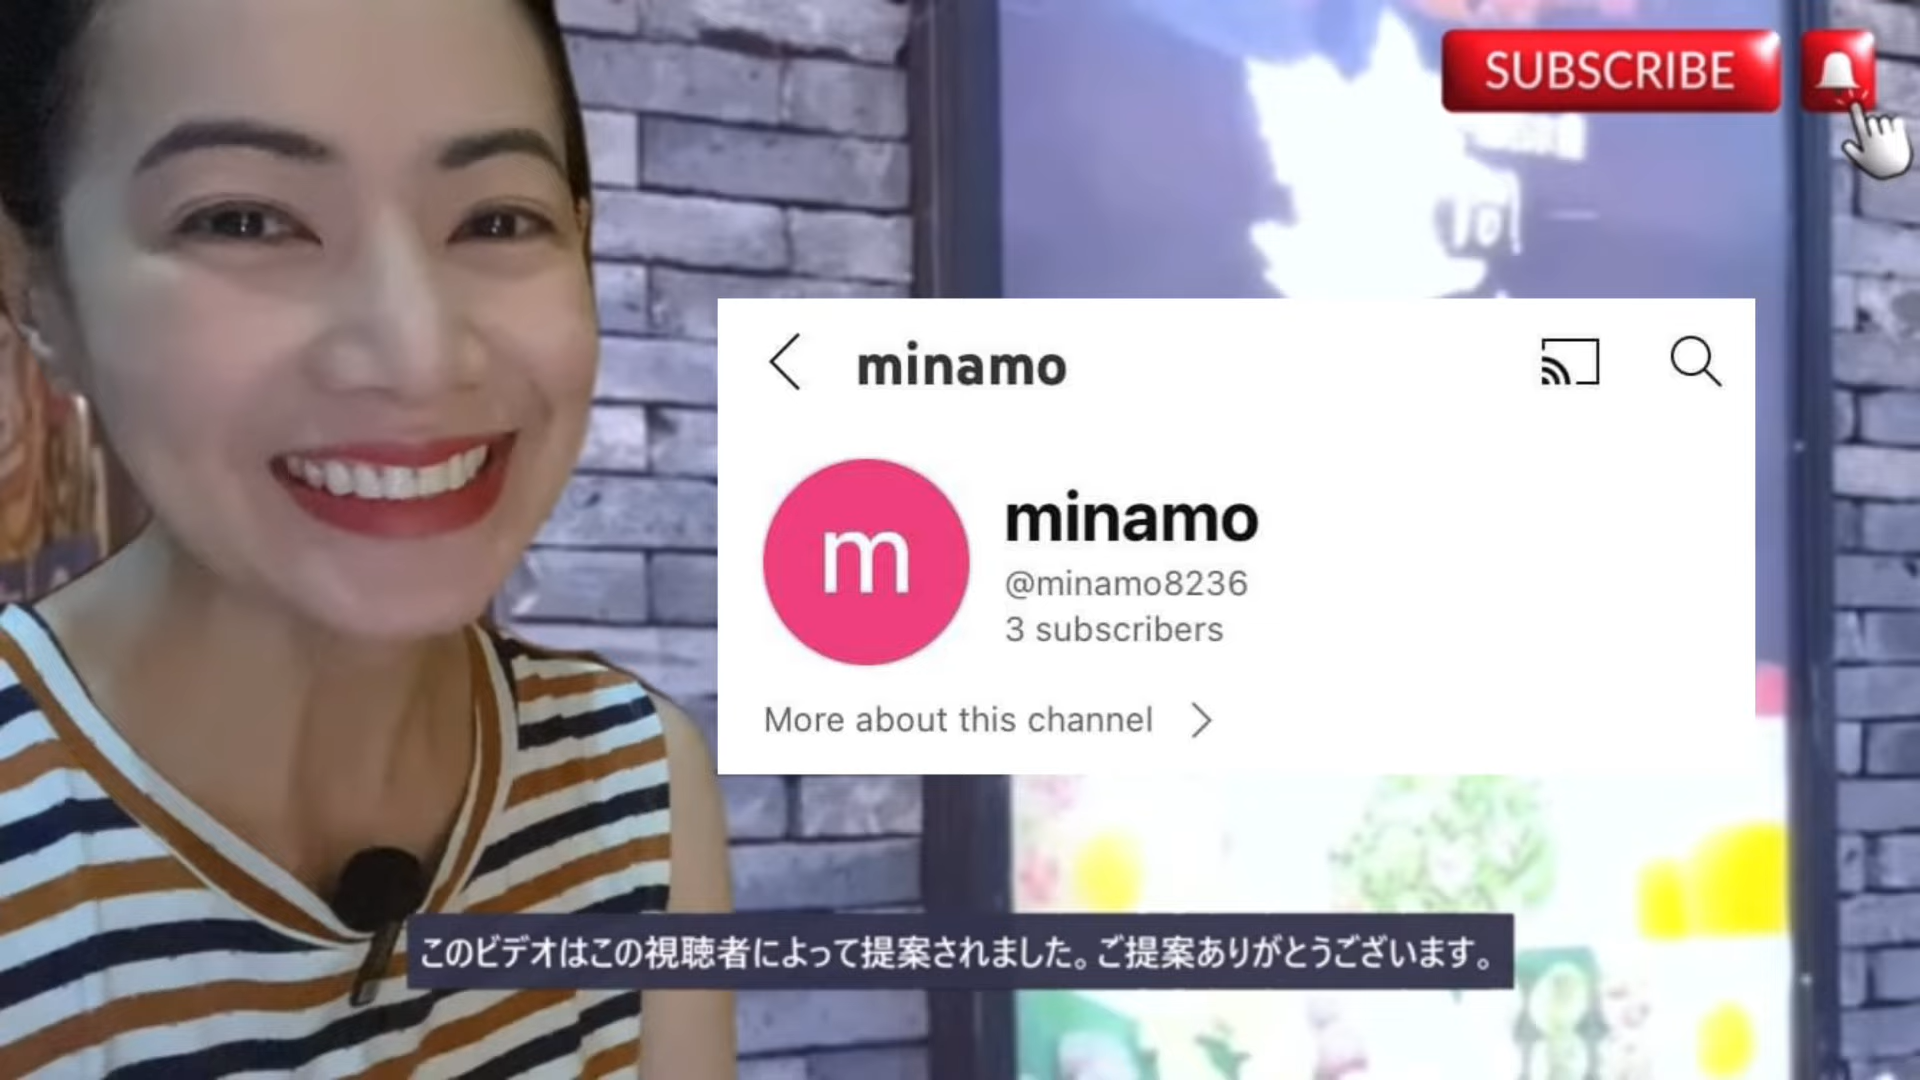 SUBSCRIBE
minamo
m
minamo
@minamo8236
3 subscribers
More about this channel
このビデオはこの視聴者によって提案されました。ご提案ありがとうございます。